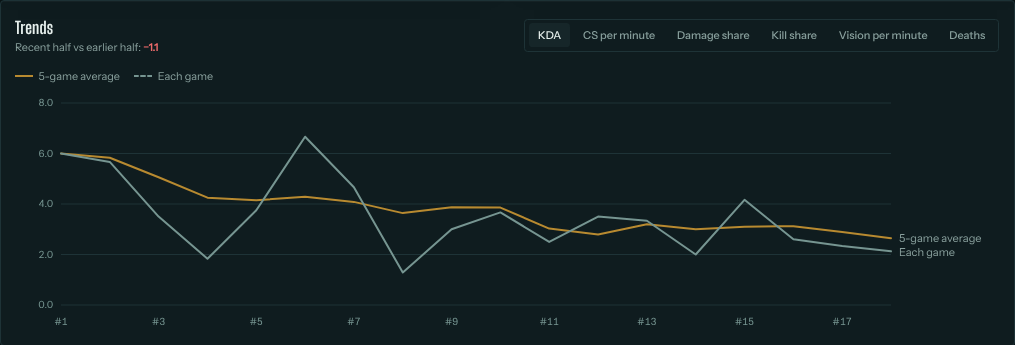 Trends
Recent half vs earlier half: −1.1
KDA
CS per minute
Damage share
Kill share
Vision per minute
Deaths
5-game average
Each game
8.0
6.0
4.0
2.0
0.0
5-game average
Each game
#1
#3
#5
#7
#9
#11
#13
#15
#17